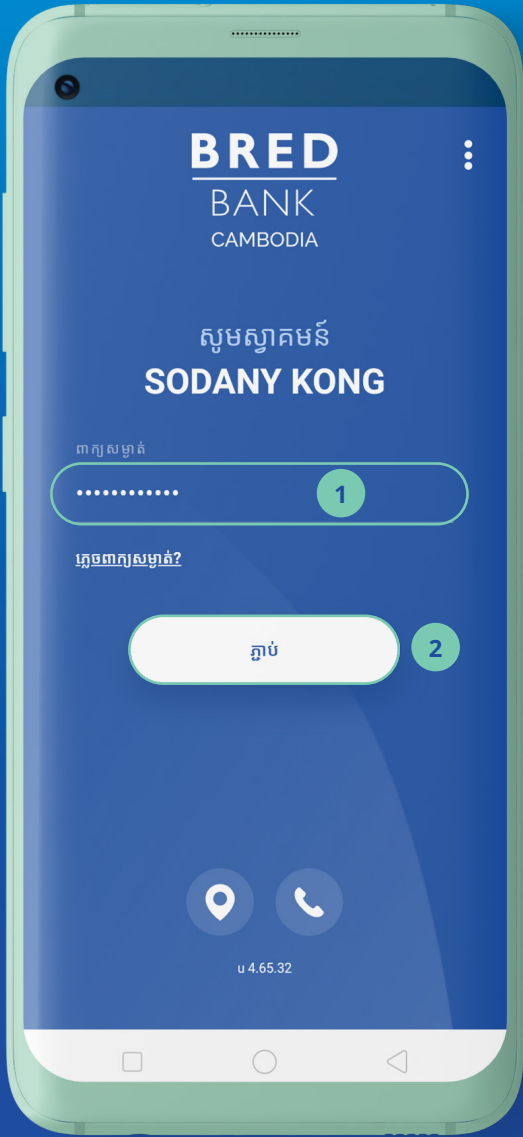 BRED
BANK
CAMBODIA
សូមស្វាគមន៍
SODANY KONG
ពាក្យសម្ងាត់
1
ភ្លេចពាក្យសម្ងាត់?
ភ្ជាប់
2
u 4.65.32